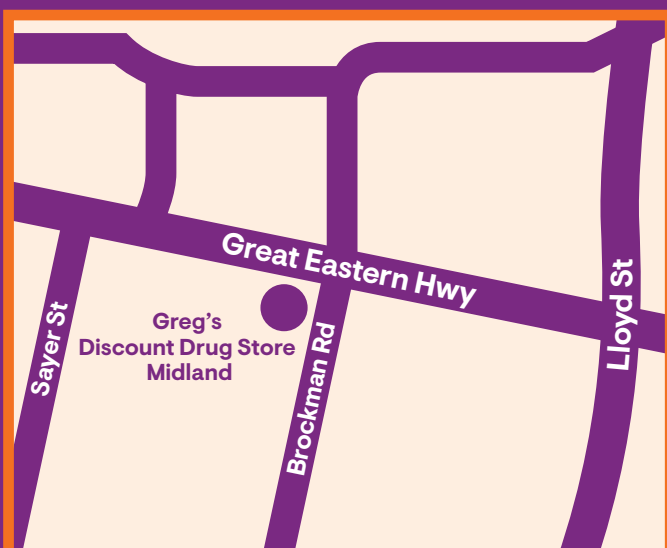 Great Eastern Hwy
Lloyd St
Sayer St
Greg’s
Discount Drug Store
Midland
Brockman Rd